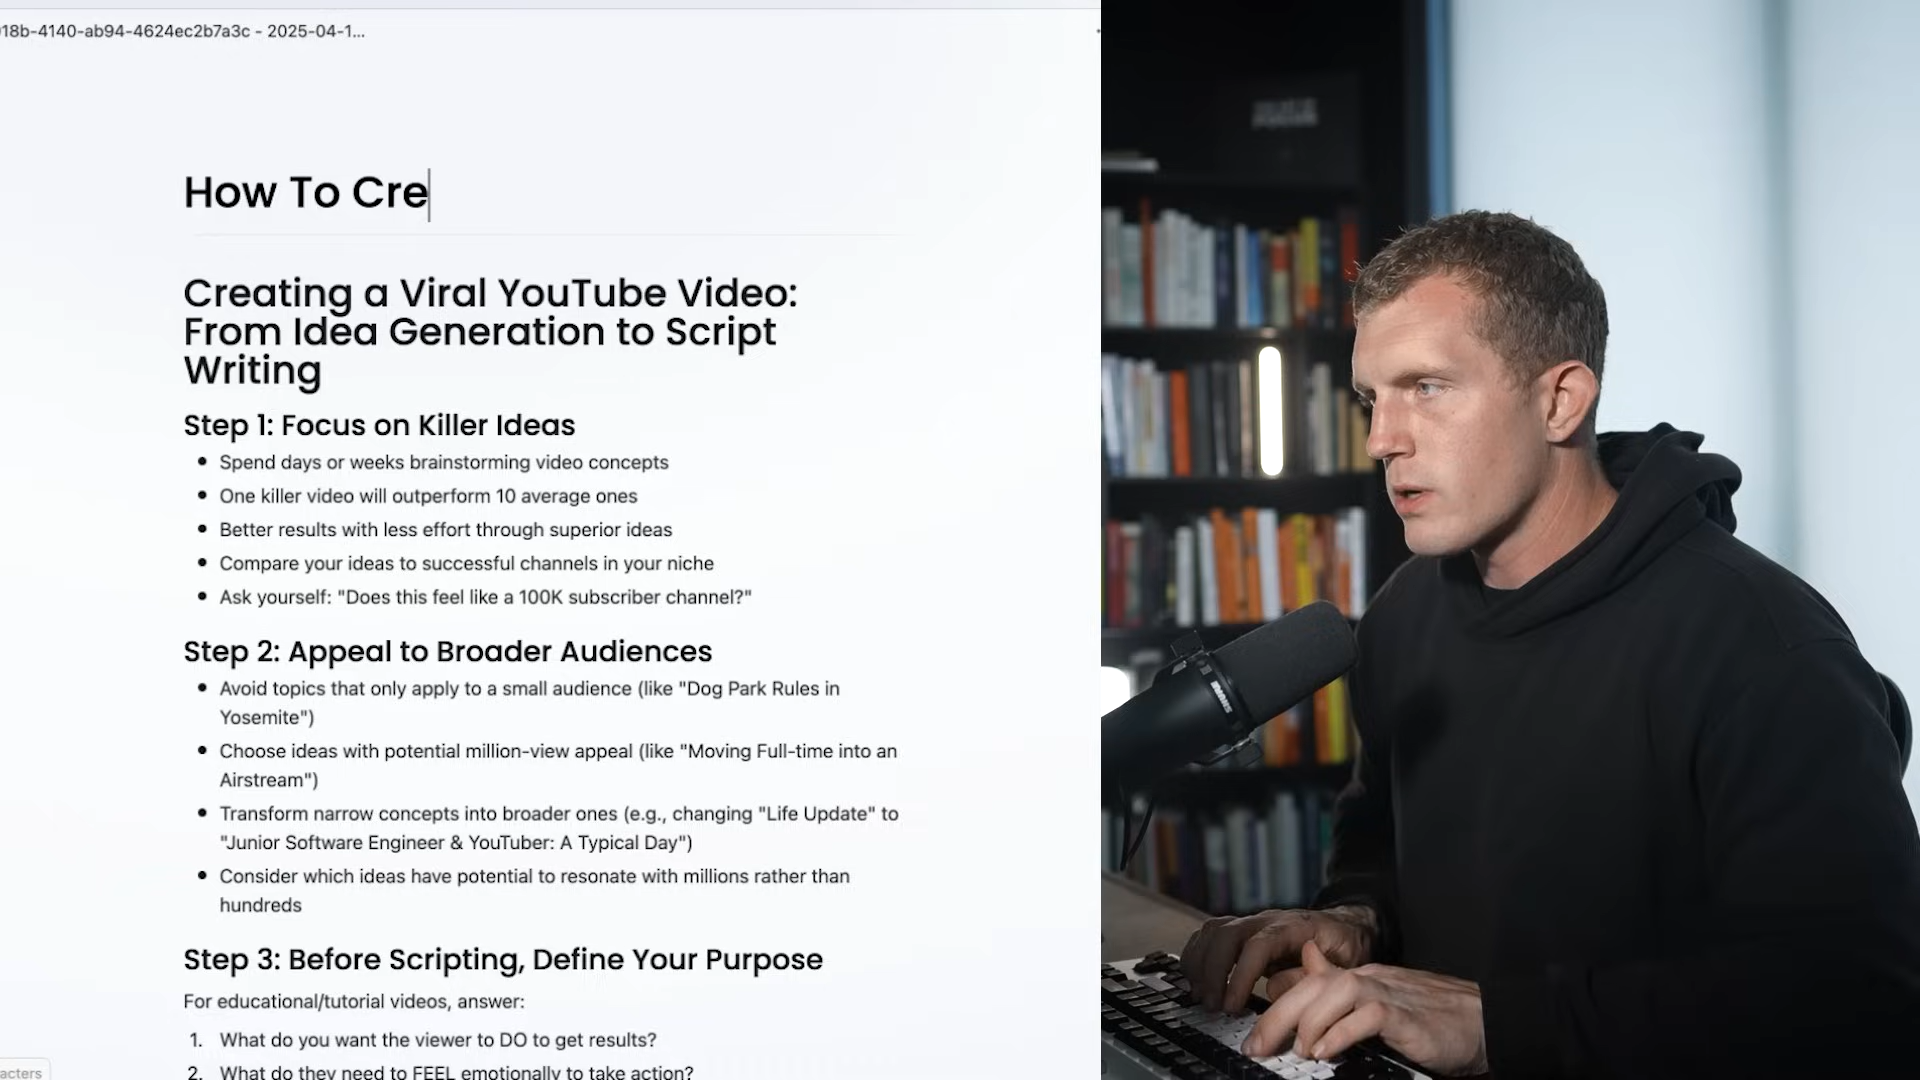 018b-4140-ab94-4624ec2b7a3c - 2025-04-1...
How To Cre
Creating a Viral YouTube Video:
From Idea Generation to Script
Writing
Step 1: Focus on Killer Ideas
• Spend days or weeks brainstorming video concepts
• One killer video will outperform 10 average ones
• Better results with less effort through superior ideas
• Compare your ideas to successful channels in your niche
• Ask yourself: "Does this feel like a 100K subscriber channel?"
Step 2: Appeal to Broader Audiences
• Avoid topics that only apply to a small audience (like "Dog Park Rules in
Yosemite")
• Choose ideas with potential million-view appeal (like "Moving Full-time into an
Airstream")
• Transform narrow concepts into broader ones (e.g., changing "Life Update" to
"Junior Software Engineer & YouTuber: A Typical Day")
• Consider which ideas have potential to resonate with millions rather than
hundreds
Step 3: Before Scripting, Define Your Purpose
For educational/tutorial videos, answer:
1. What do you want the viewer to DO to get results?
2. What do they need to FEEL emotionally to take action?
acters
SHURE